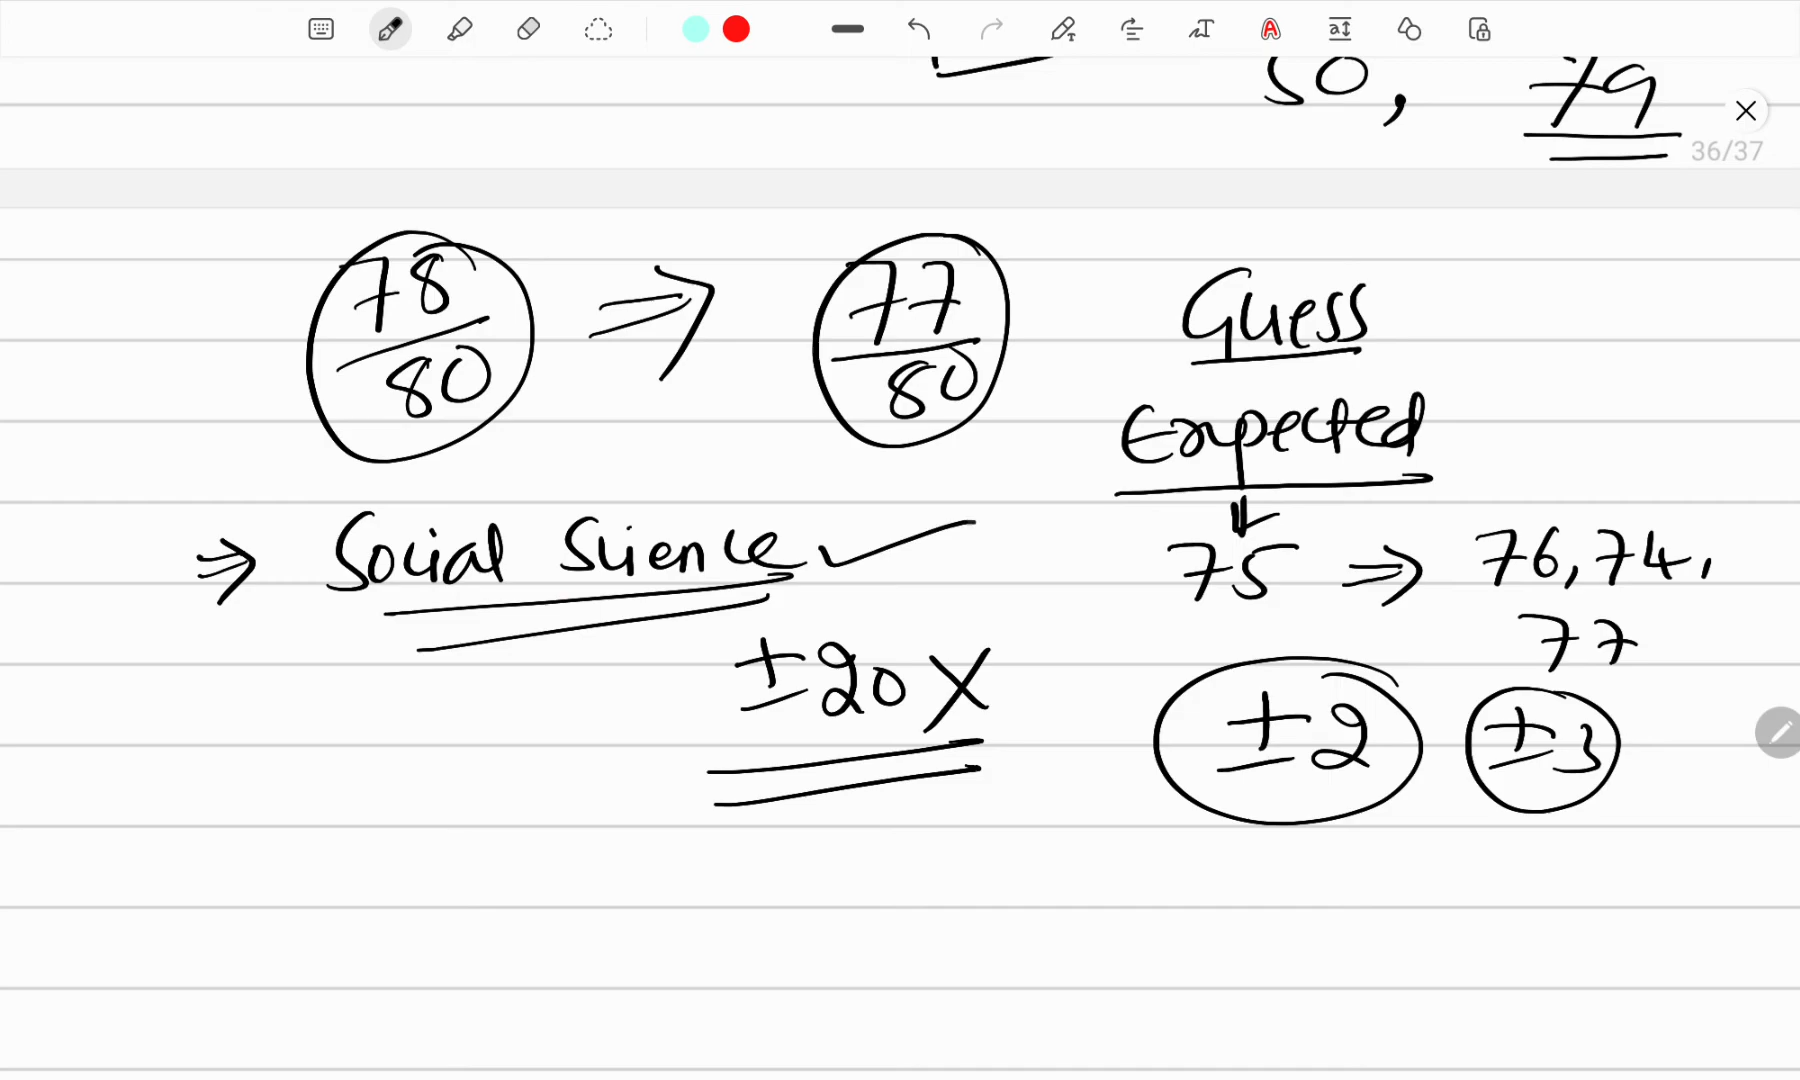 50, 79
36/37
78/80 ⇒ 77/80
Guess
Expected
⇒ Social Science ✓
75 ⇒ 76, 74,
77
±20 X
±2 ±3